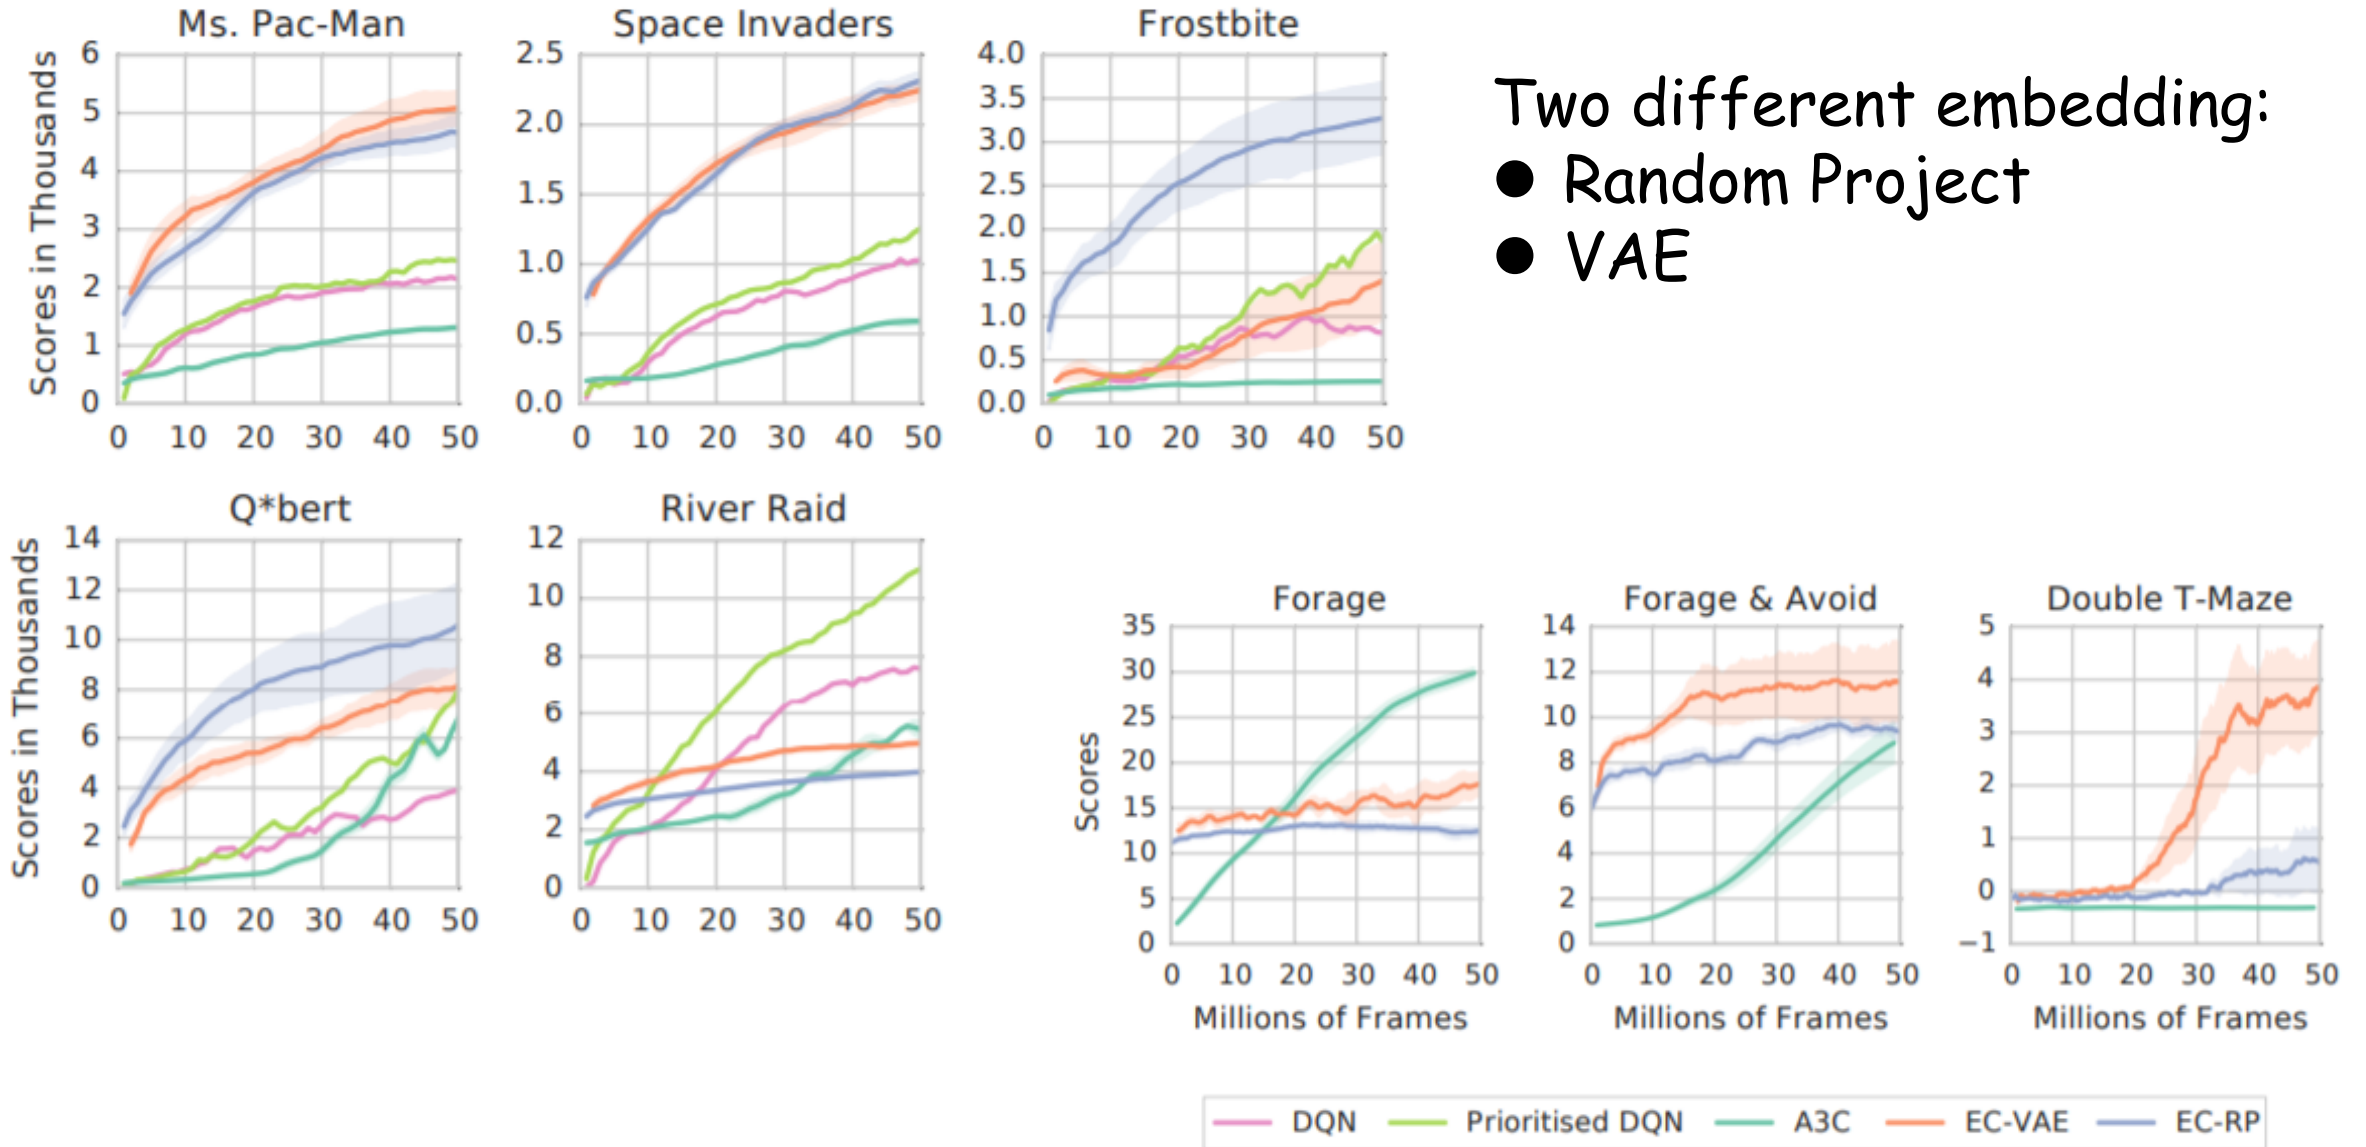 Ms. Pac-Man
Space Invaders
Frostbite
Scores in Thousands
6
5
4
3
2
1
0
0 10 20 30 40 50
2.5
2.0
1.5
1.0
0.5
0.0
0 10 20 30 40 50
4.0
3.5
3.0
2.5
2.0
1.5
1.0
0.5
0.0
0 10 20 30 40 50
Two different embedding:
● Random Project
● VAE
Q*bert
River Raid
Scores in Thousands
14
12
10
8
6
4
2
0
0 10 20 30 40 50
12
10
8
6
4
2
0
0 10 20 30 40 50
Forage
Forage & Avoid
Double T-Maze
Scores
35
30
25
20
15
10
5
0
0 10 20 30 40 50
Millions of Frames
14
12
10
8
6
4
2
0
0 10 20 30 40 50
Millions of Frames
5
4
3
2
1
0
−1
0 10 20 30 40 50
Millions of Frames
DQN Prioritised DQN A3C EC-VAE EC-RP